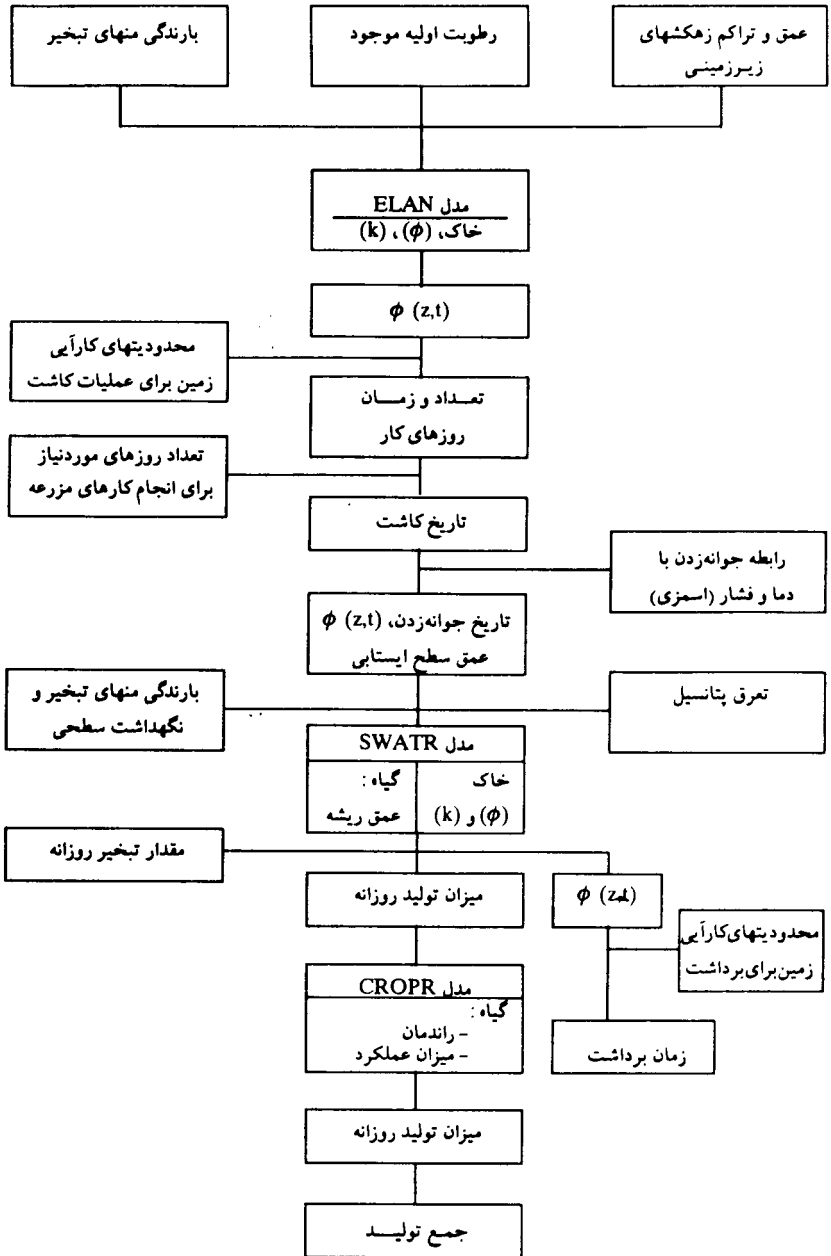 عمق و تراکم زهکشهای
زیرزمینی
رطوبت اولیه موجود
بارندگی منهای تبخیر
مدل ELAN
خاک، (ϕ) ، (k)
ϕ (z,t)
محدودیتهای کارآیی
زمین برای عملیات کاشت
تعداد و زمان
روزهای کار
تعداد روزهای موردنیاز
برای انجام کارهای مزرعه
تاریخ کاشت
رابطه جوانه‌زدن با
دما و فشار (اسمزی)
تاریخ جوانه‌زدن، ϕ (z,t)
عمق سطح ایستابی
تعرق پتانسیل
بارندگی منهای تبخیر و
نگهداشت سطحی
مدل SWATR
خاک
(ϕ) و (k)
گیاه :
عمق ریشه
مقدار تبخیر روزانه
میزان تولید روزانه
ϕ
محدودیتهای کارآیی
زمین برای برداشت
زمان برداشت
مدل CROPR
گیاه :
- راندمان
- میزان عملکرد
میزان تولید روزانه
جمع تولید